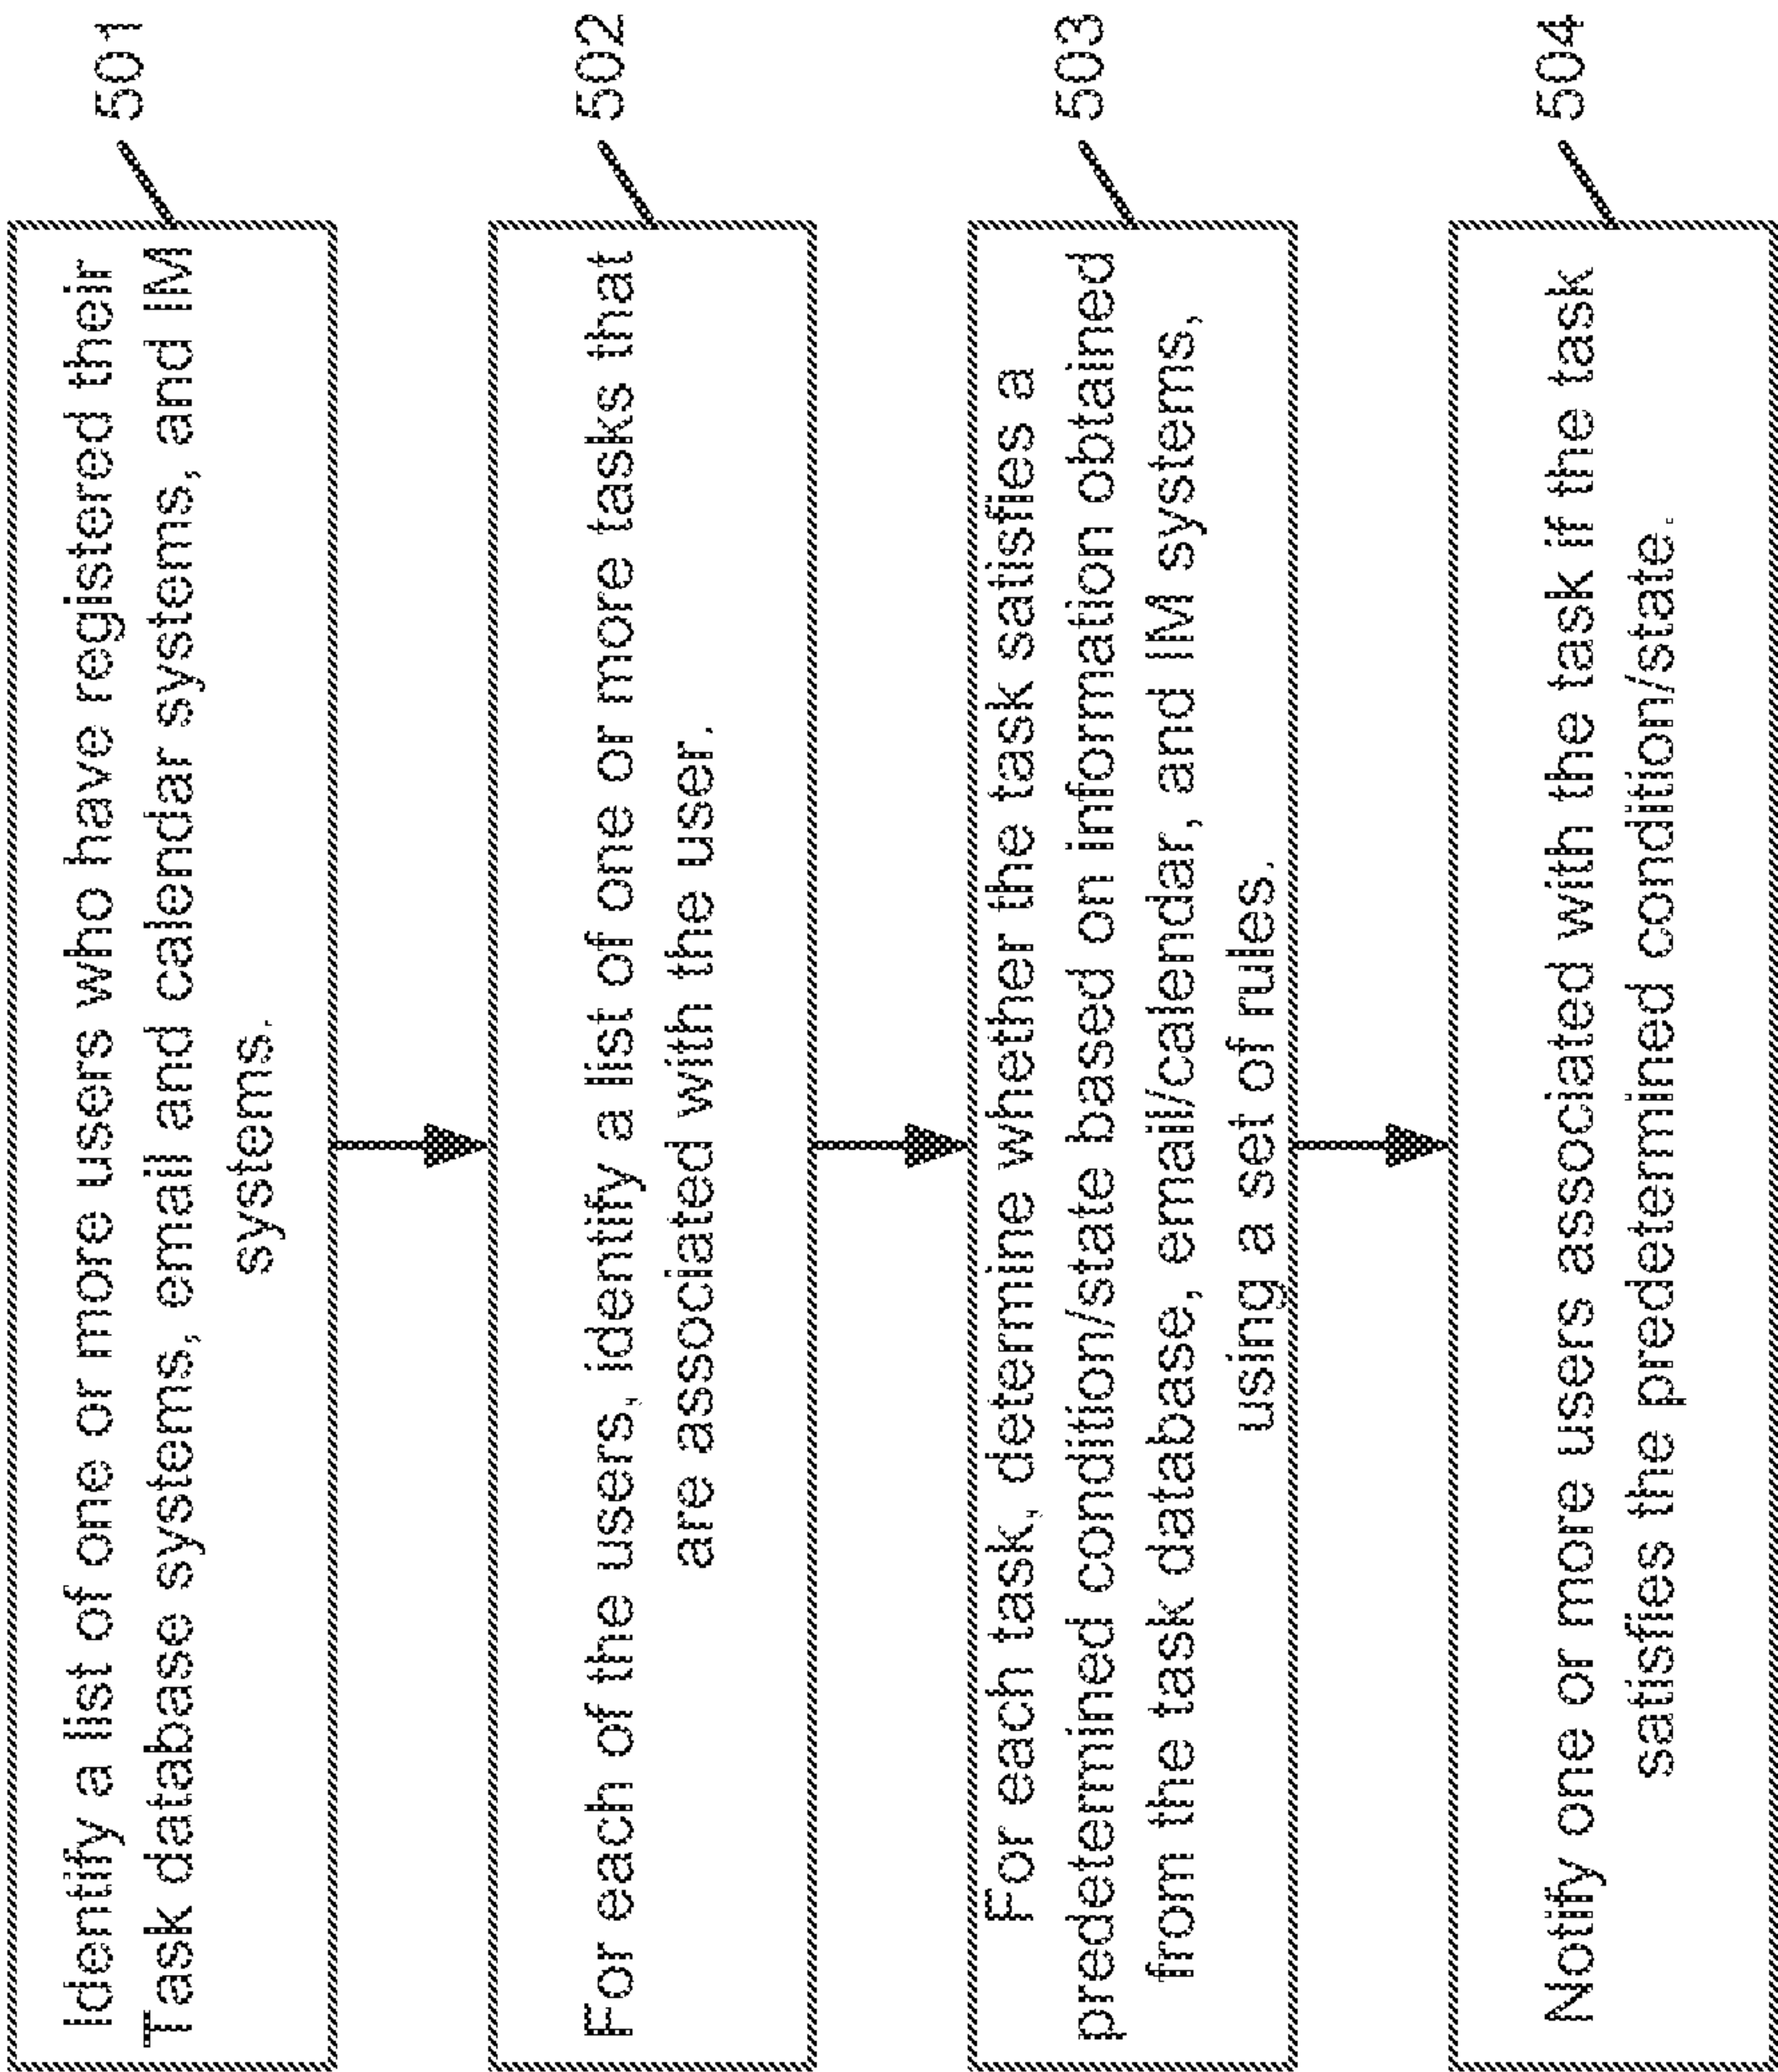 Identify a list of one or more users who have registered their
Task database systems, email and calendar systems, and IM
systems.
501
For each of the users, identify a list of one or more tasks that
are associated with the user.
502
For each task, determine whether the task satisfies a
predetermined condition/state based on information obtained
from the task database, email/calendar, and IM systems,
using a set of rules.
503
Notify one or more users associated with the task if the task
satisfies the predetermined condition/state.
504